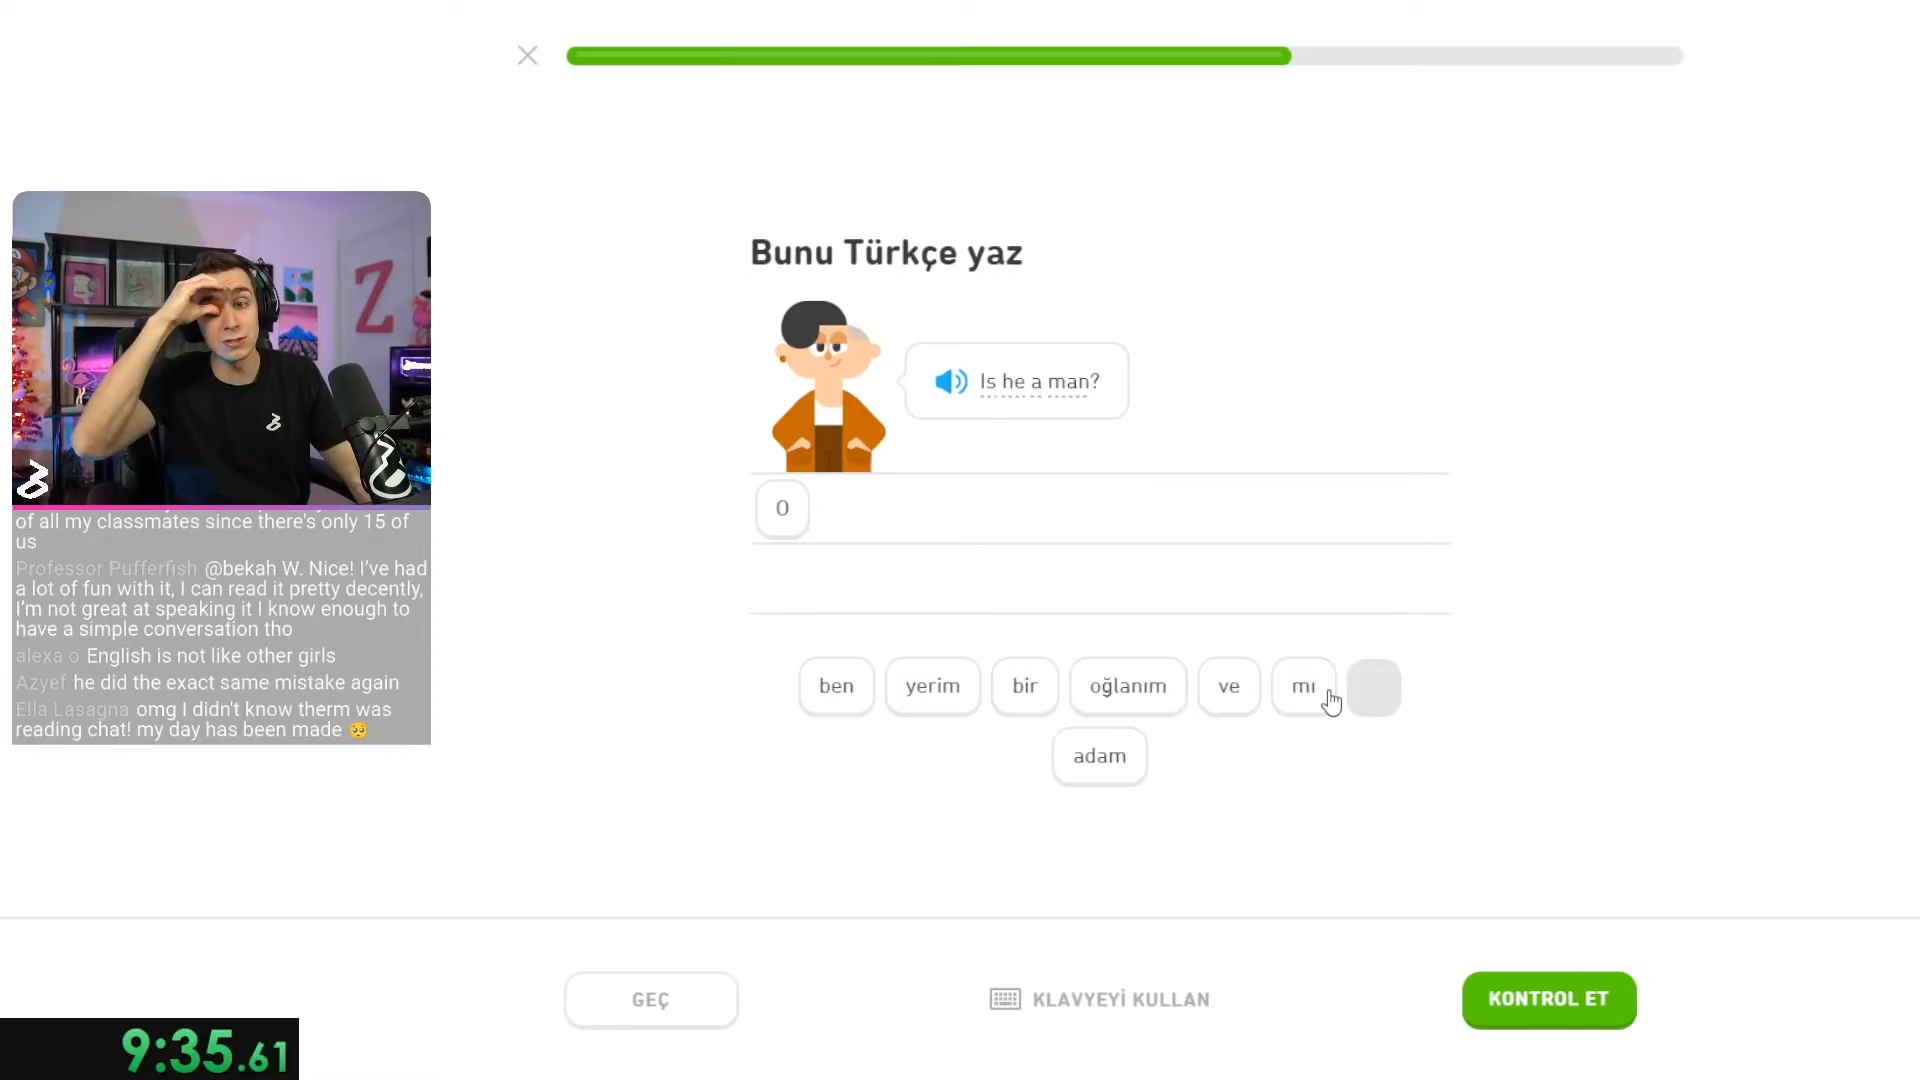 Bunu Türkçe yaz
Is he a man?
O
ben yerim bir oğlanım ve mı
adam
GEÇ
KLAVYEYİ KULLAN
KONTROL ET
Z
of all my classmates since there's only 15 of
us
Professor Pufferfish @bekah W. Nice! I've had
a lot of fun with it, I can read it pretty decently,
I'm not great at speaking it I know enough to
have a simple conversation tho
alexa o English is not like other girls
Azyef he did the exact same mistake again
Ella Lasagna omg I didn't know therm was
reading chat! my day has been made 🥺
9:35.61